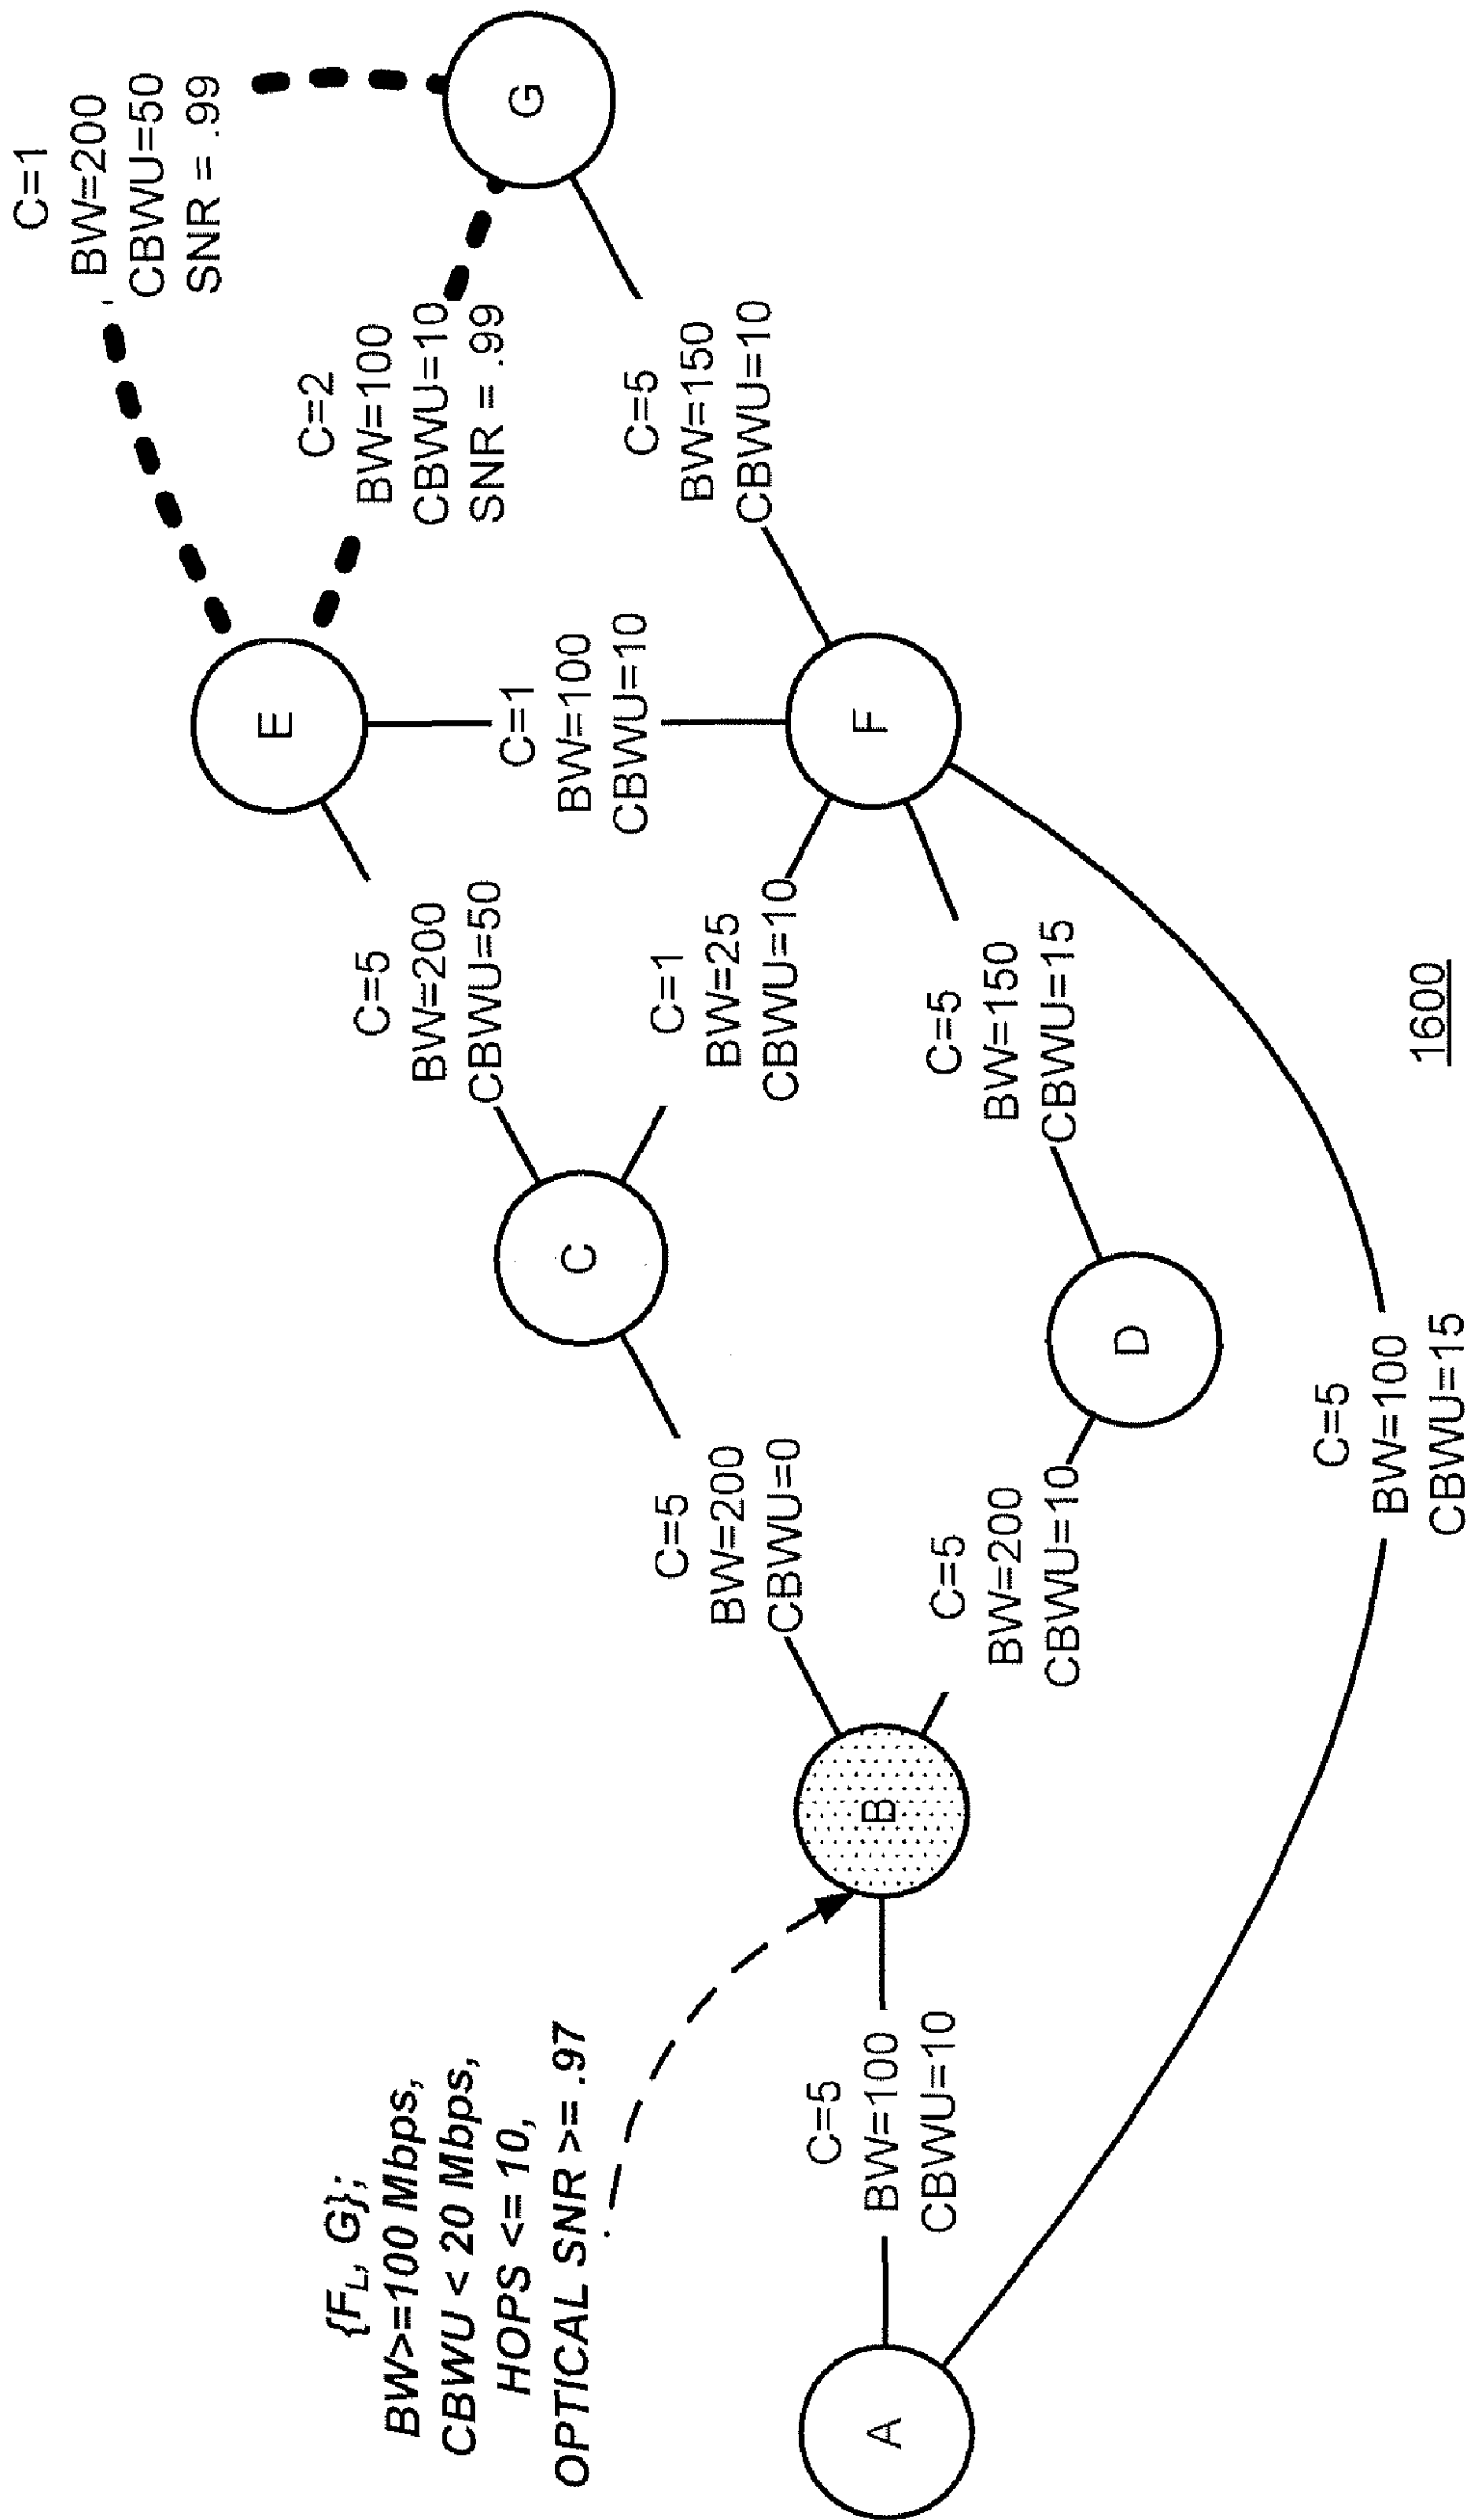 {F_L, G};
BW>=100 Mbps,
CBWU < 20 Mbps,
HOPS <= 10,
OPTICAL SNR >= .97
A
C=5
BW=100
CBWU=10
B
C=5
BW=200
CBWU=0
C=5
BW=200
CBWU=10
C
D
C=5
BW=200
CBWU=50
C=1
BW=25
CBWU=10
C=5
BW=150
CBWU=15
C=5
BW=100
CBWU=15
E
C=1
BW=100
CBWU=10
F
C=1
BW=200
CBWU=50
SNR = .99
C=2
BW=100
CBWU=10
SNR = .99
C=5
BW=150
CBWU=10
G
1600